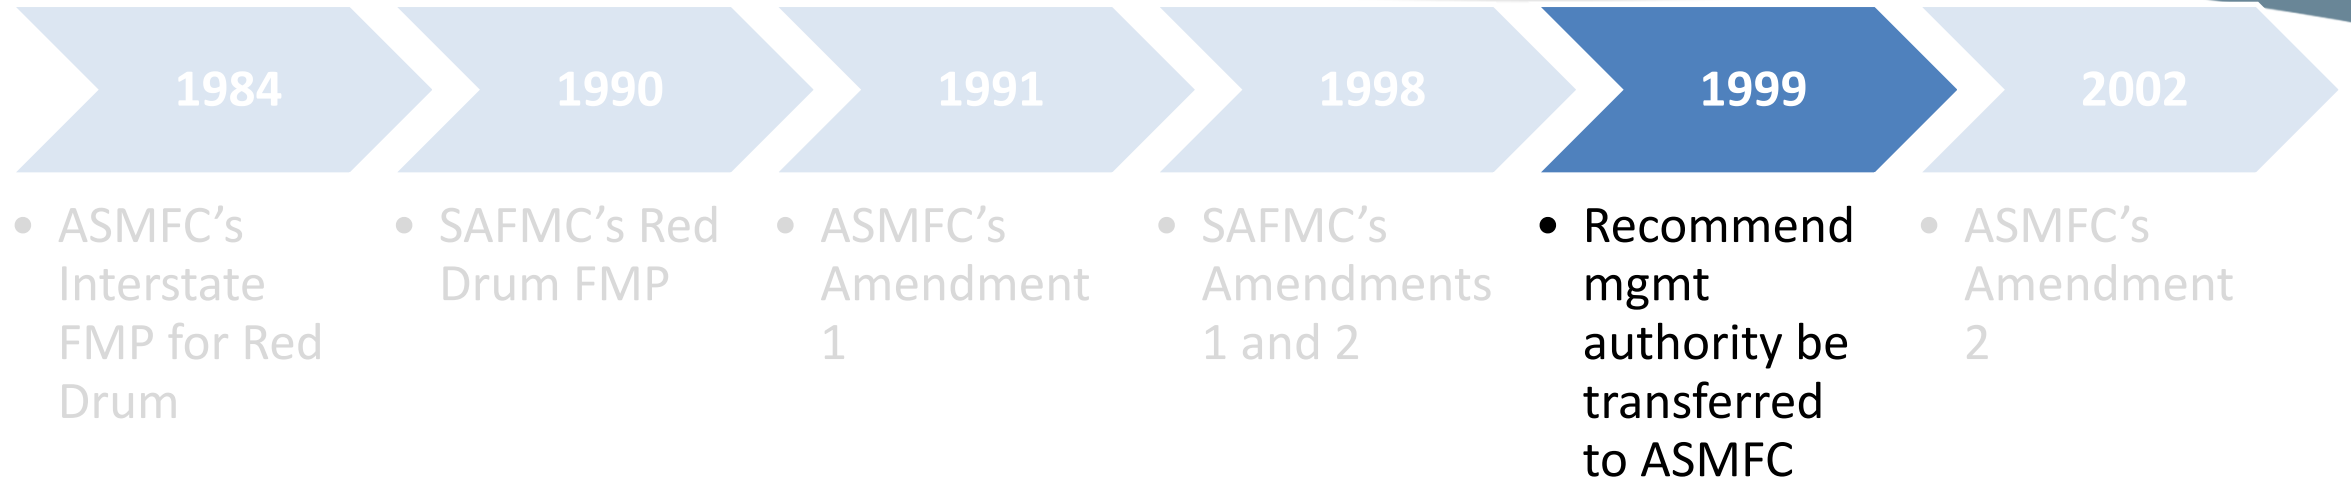 1984
1990
1991
1998
1999
2002
• ASMFC’s
Interstate
FMP for Red
Drum
• SAFMC’s Red
Drum FMP
• ASMFC’s
Amendment
1
• SAFMC’s
Amendments
1 and 2
• Recommend
mgmt
authority be
transferred
to ASMFC
• ASMFC’s
Amendment
2